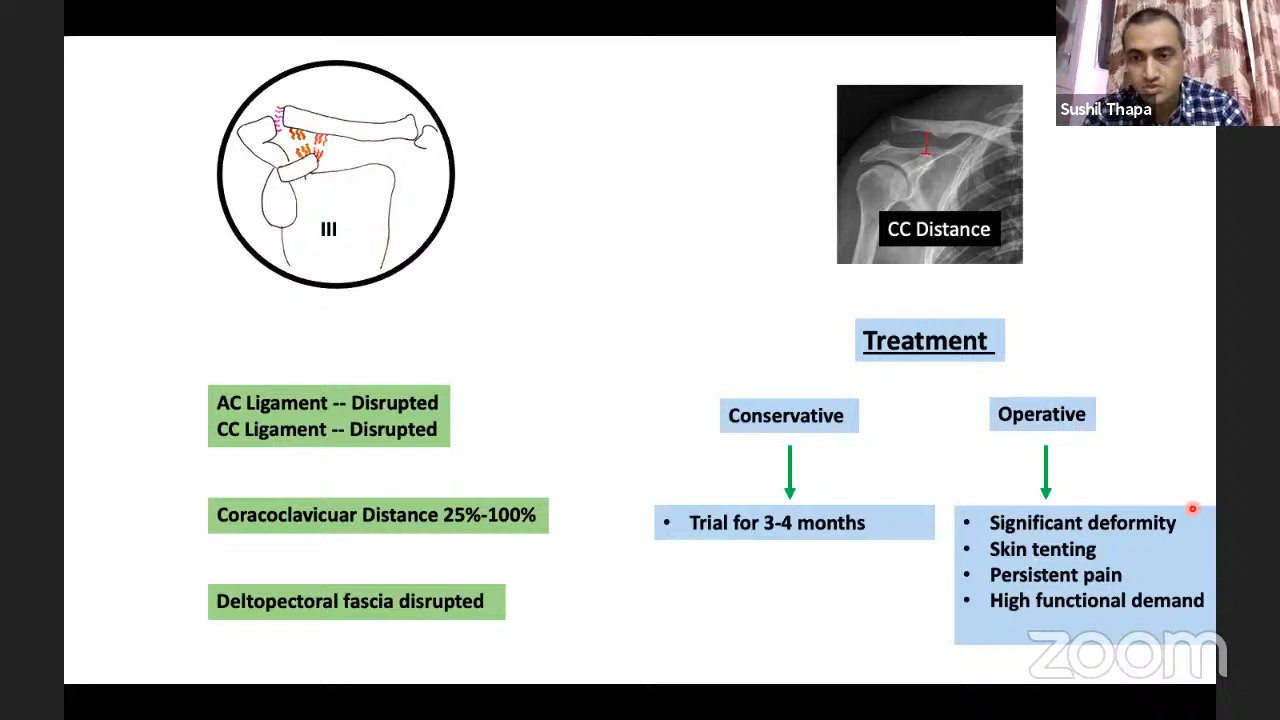 Sushil Thapa
III
CC Distance
Treatment
AC Ligament -- Disrupted
CC Ligament -- Disrupted
Conservative
Operative
Coracoclavicuar Distance 25%-100%
• Trial for 3-4 months
• Significant deformity
• Skin tenting
• Persistent pain
• High functional demand
Deltopectoral fascia disrupted
zoom